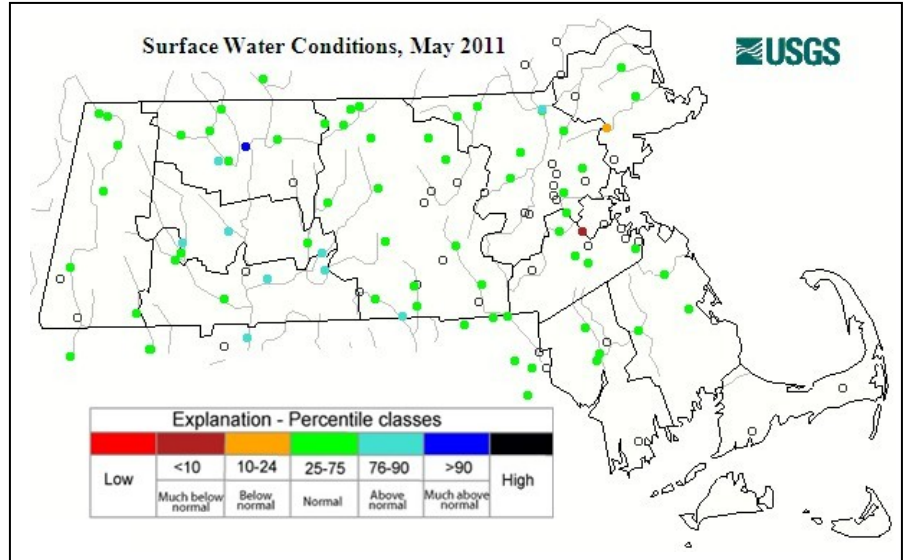 Surface Water Conditions, May 2011
USGS
Explanation - Percentile classes
<10 10-24 25-75 76-90 >90
Low High
Much below normal Below normal Normal Above normal Much above normal